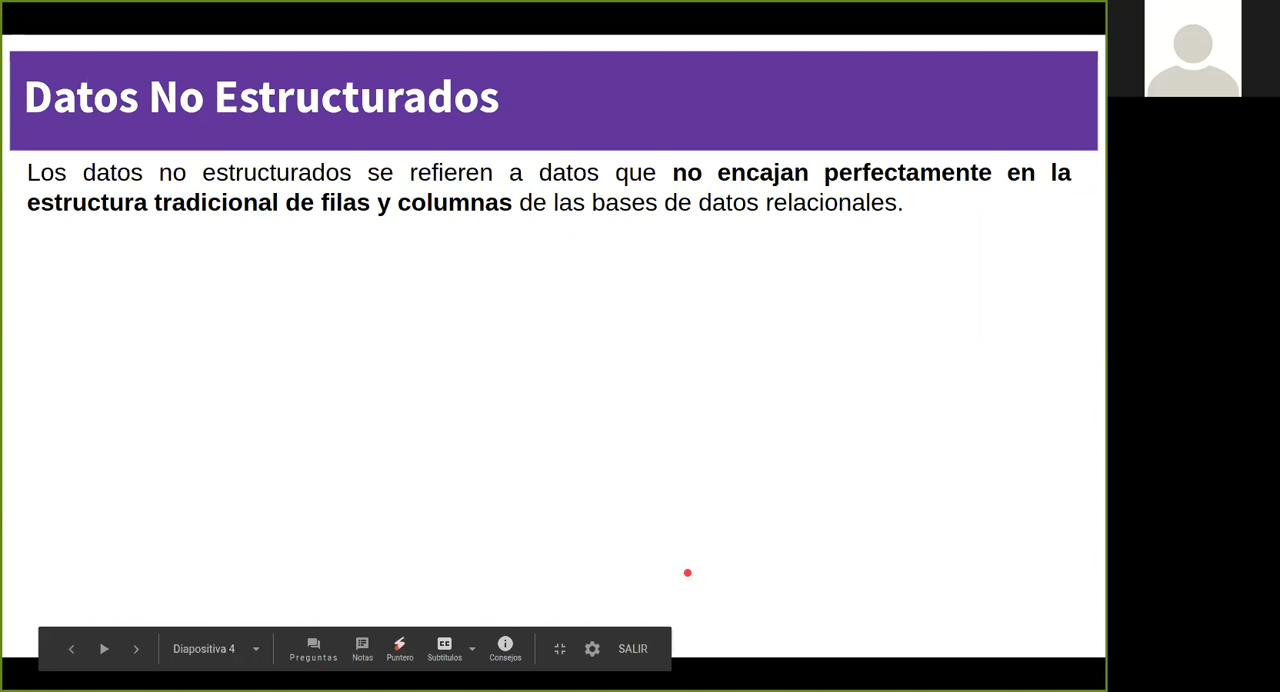 Datos No Estructurados
Los datos no estructurados se refieren a datos que no encajan perfectamente en la
estructura tradicional de filas y columnas de las bases de datos relacionales.
Diapositiva 4
Preguntas
Notas
Puntero
Subtítulos
Consejos
SALIR